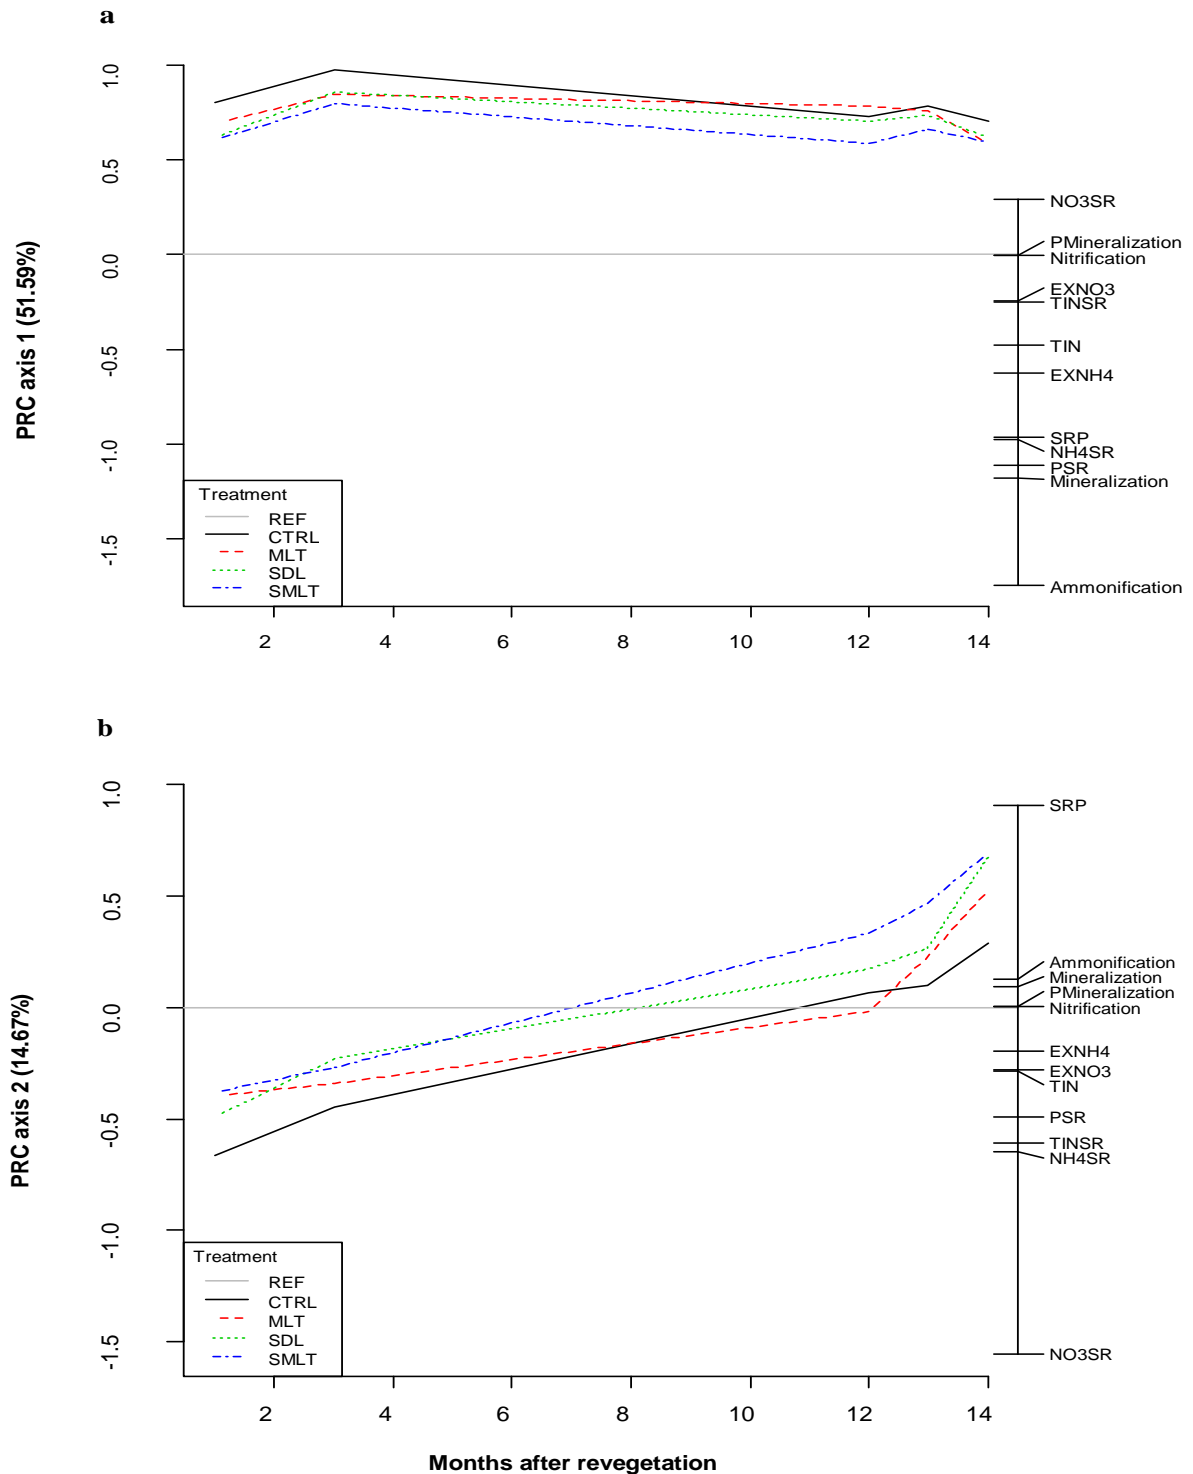 a
PRC axis 1 (51.59%)
1.0
0.5
0.0
-0.5
-1.0
-1.5
NO3SR
PMineralization
Nitrification
EXNO3
TINSR
TIN
EXNH4
SRP
NH4SR
PSR
Mineralization
Ammonification
Treatment
REF
CTRL
MLT
SDL
SMLT
2 4 6 8 10 12 14
b
PRC axis 2 (14.67%)
1.0
0.5
0.0
-0.5
-1.0
-1.5
SRP
Ammonification
Mineralization
PMineralization
Nitrification
EXNH4
EXNO3
TIN
PSR
TINSR
NH4SR
NO3SR
Treatment
REF
CTRL
MLT
SDL
SMLT
2 4 6 8 10 12 14
Months after revegetation